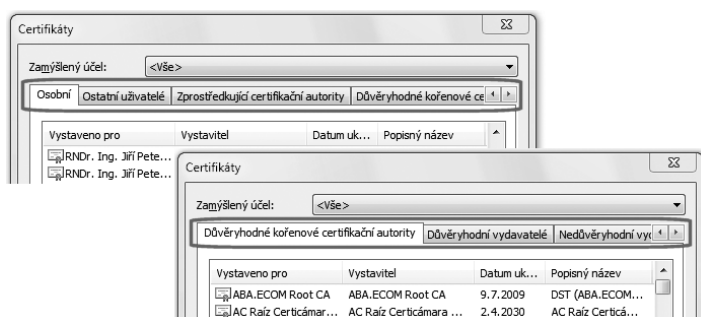 Certifikáty
Zamýšlený účel: <Vše>
Osobní Ostatní uživatelé Zprostředkující certifikační autority Důvěryhodné kořenové ce
Vystaveno pro Vystavitel Datum uk... Popisný název
RNDr. Ing. Jiří Pete...
RNDr. Ing. Jiří Pete...
Certifikáty
Zamýšlený účel: <Vše>
Důvěryhodné kořenové certifikační autority Důvěryhodní vydavatelé Nedůvěryhodní vy
Vystaveno pro Vystavitel Datum uk... Popisný název
ABA.ECOM Root CA ABA.ECOM Root CA 9.7.2009 DST (ABA.ECOM...
AC Raíz Certicámar... AC Raíz Certicámara ... 2.4.2030 AC Raíz Certicá...